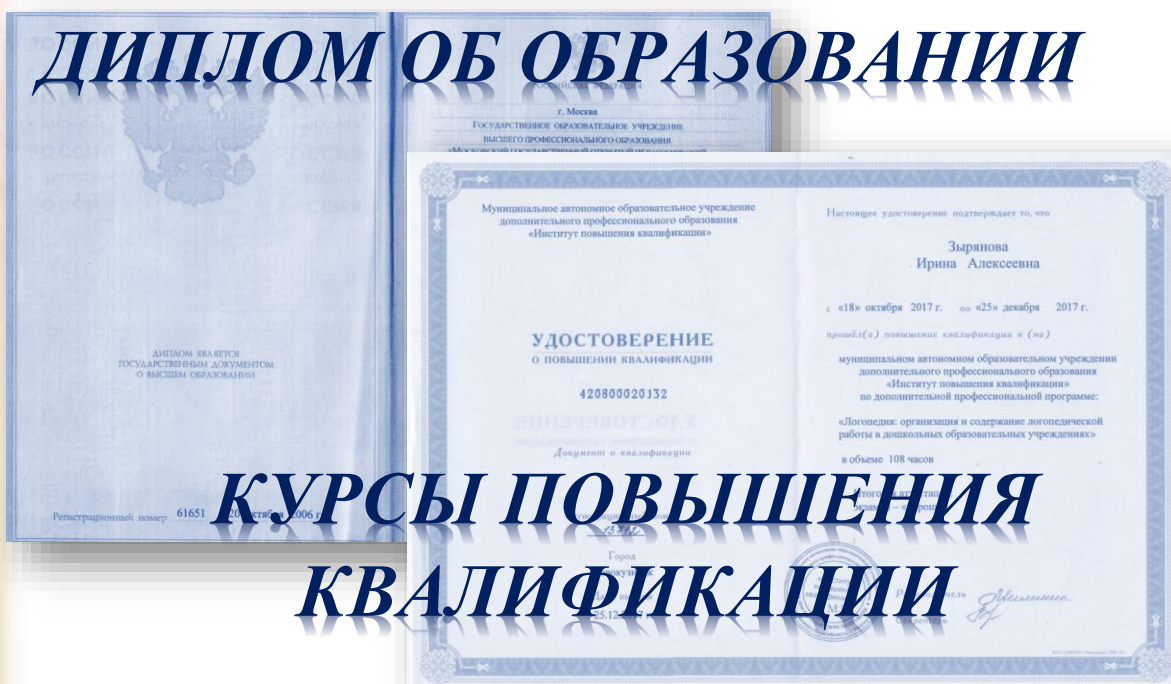 ДИПЛОМ ОБ ОБРАЗОВАНИИ
РОССИЙСКАЯ ФЕДЕРАЦИЯ
г. Москва
ГОСУДАРСТВЕННОЕ ОБРАЗОВАТЕЛЬНОЕ УЧРЕЖДЕНИЕ
ВЫСШЕГО ПРОФЕССИОНАЛЬНОГО ОБРАЗОВАНИЯ
ДИПЛОМ ЯВЛЯЕТСЯ
ГОСУДАРСТВЕННЫМ ДОКУМЕНТОМ
О ВЫСШЕМ ОБРАЗОВАНИИ
Регистрационный номер 61651 2006 г
Муниципальное автономное образовательное учреждение
дополнительного профессионального образования
«Институт повышения квалификации»
УДОСТОВЕРЕНИЕ
О ПОВЫШЕНИИ КВАЛИФИКАЦИИ
420800020132
Документ о квалификации
Город
Настоящее удостоверение подтверждает то, что
Зырянова
Ирина Алексеевна
с «18» октября 2017 г. по «25» декабря 2017 г.
прошёл(а) повышение квалификации в (на)
муниципальном автономном образовательном учреждении
дополнительного профессионального образования
«Институт повышения квалификации»
по дополнительной профессиональной программе:
«Логопедия: организация и содержание логопедической
работы в дошкольных образовательных учреждениях»
в объеме 108 часов
КУРСЫ ПОВЫШЕНИЯ
КВАЛИФИКАЦИИ